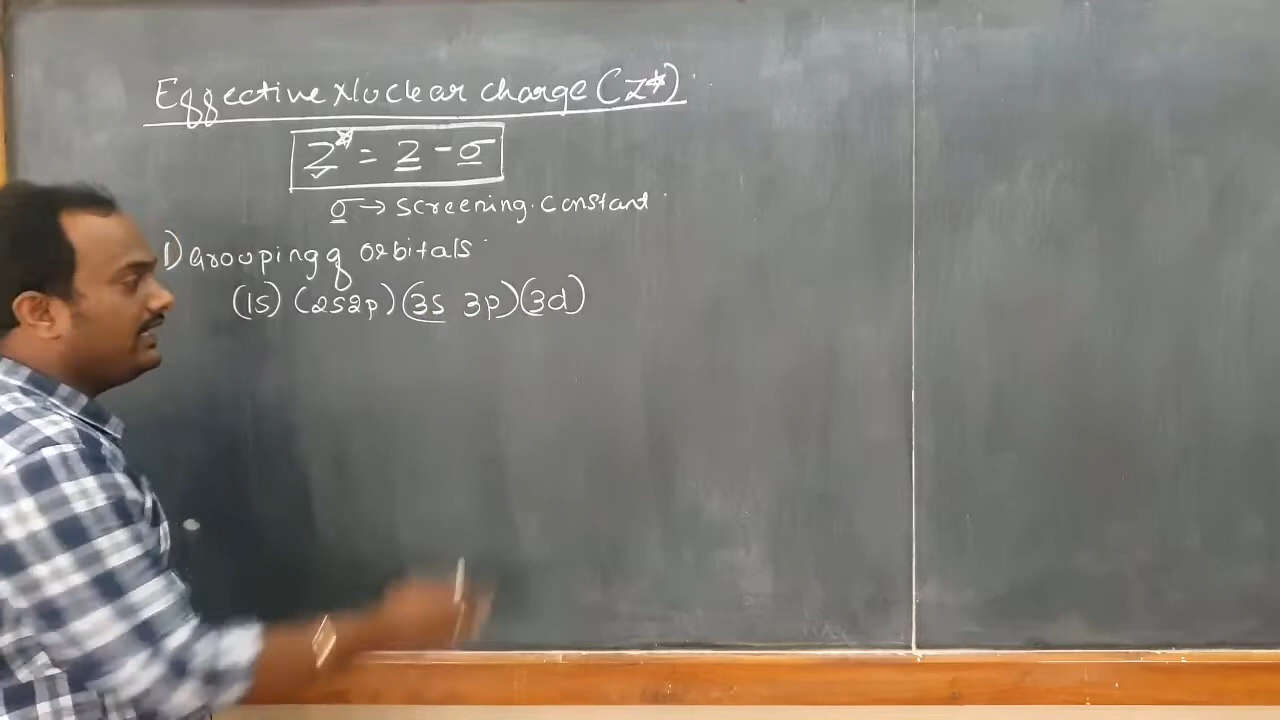 Effective Nuclear charge (Z*)
Z* = Z - σ
σ → screening constant
1) Grouping of orbitals
(1s) (2s2p) (3s 3p) (3d)